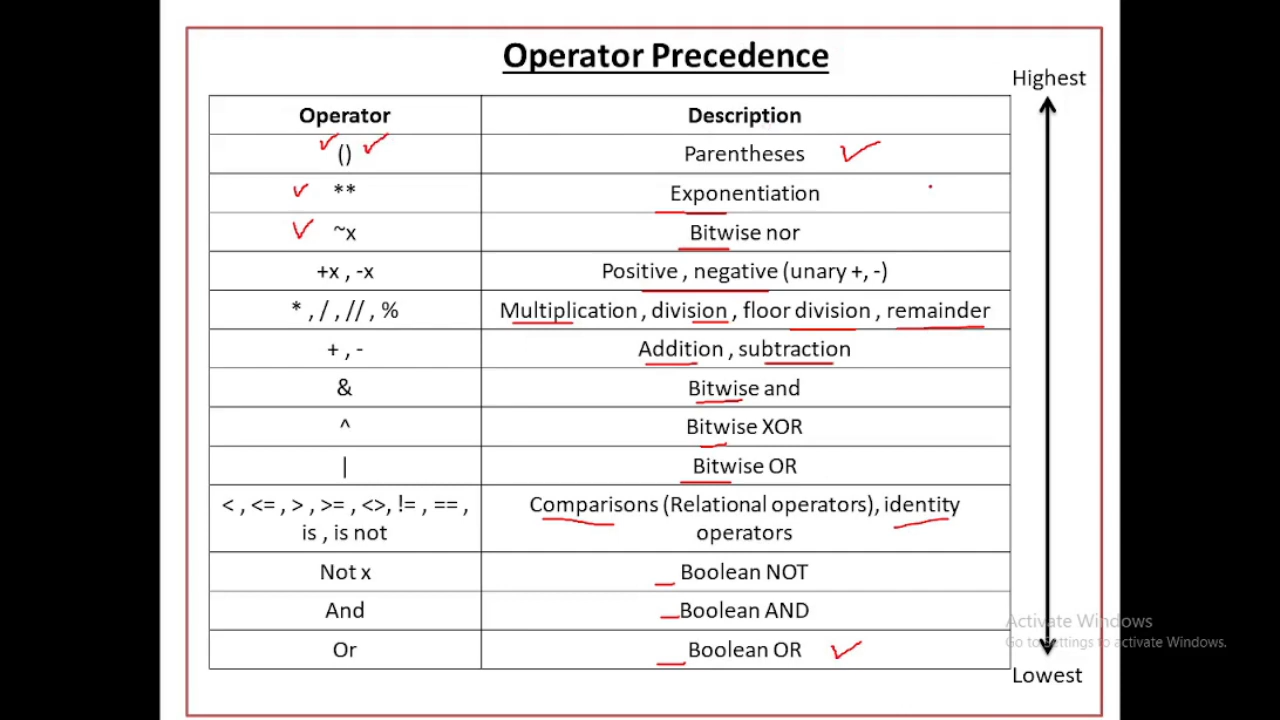 Operator Precedence
Highest
Operator Description
() Parentheses
** Exponentiation
~x Bitwise nor
+x , -x Positive , negative (unary +, -)
* , / , // , % Multiplication , division , floor division , remainder
+ , - Addition , subtraction
& Bitwise and
^ Bitwise XOR
| Bitwise OR
< , <= , > , >= , <>, != , == , Comparisons (Relational operators), identity
is , is not operators
Not x Boolean NOT
And Boolean AND
Or Boolean OR
Activate Windows
Go to Settings to activate Windows.
Lowest